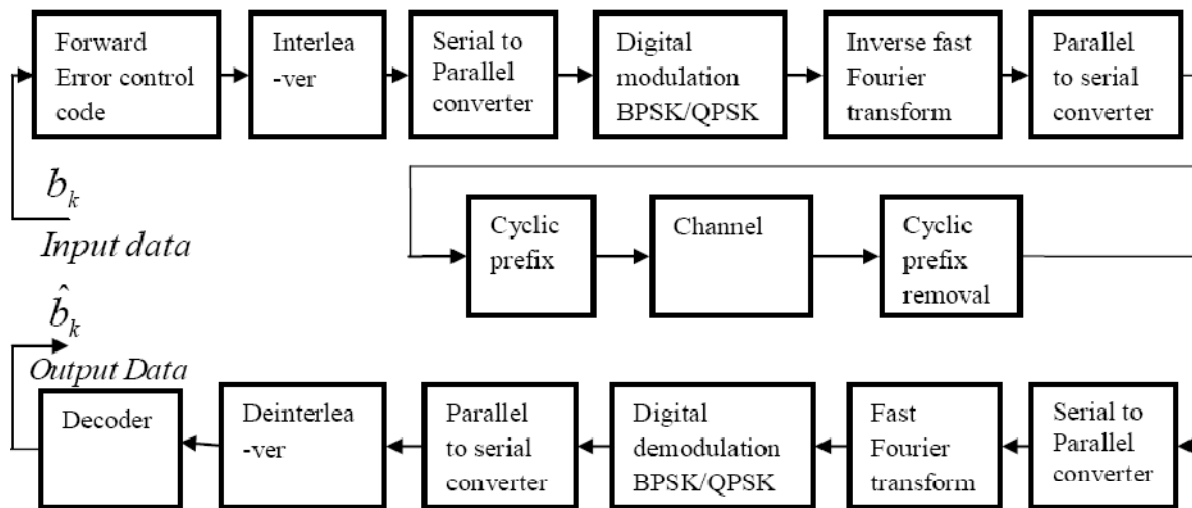 Forward
Error control
code
Interlea
-ver
Serial to
Parallel
converter
Digital
modulation
BPSK/QPSK
Inverse fast
Fourier
transform
Parallel
to serial
converter
b_k
Input data
Cyclic
prefix
Channel
Cyclic
prefix
removal
b̂_k
Output Data
Decoder
Deinterlea
-ver
Parallel
to serial
converter
Digital
demodulation
BPSK/QPSK
Fast
Fourier
transform
Serial to
Parallel
converter